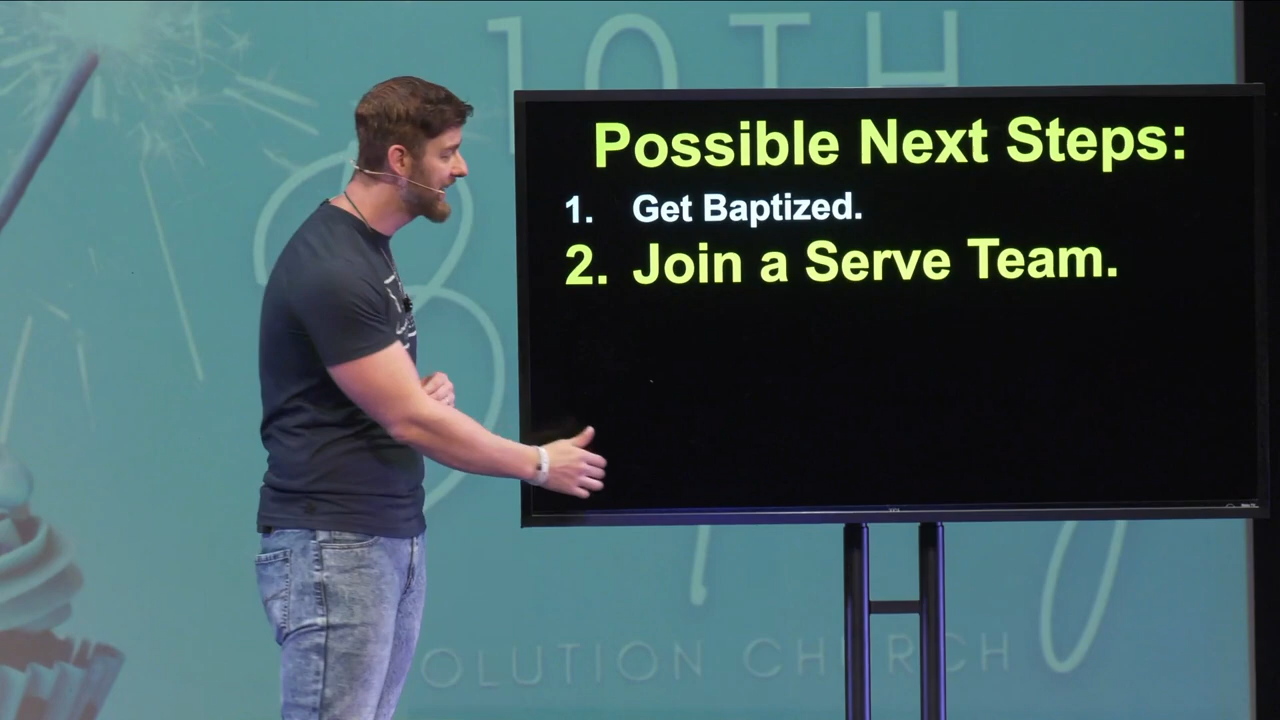 10TH
Possible Next Steps:
1. Get Baptized.
2. Join a Serve Team.
OLUTION CHURCH